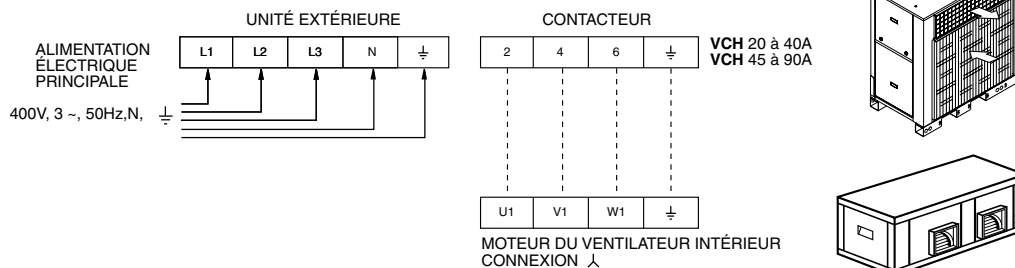 UNITÉ EXTÉRIEURE
CONTACTEUR
ALIMENTATION
ÉLECTRIQUE
PRINCIPALE
L1 L2 L3 N ⏚
2 4 6 ⏚
VCH 20 à 40A
VCH 45 à 90A
400V, 3 ~, 50Hz,N, ⏚
U1 V1 W1 ⏚
MOTEUR DU VENTILATEUR INTÉRIEUR
CONNEXION ⅄